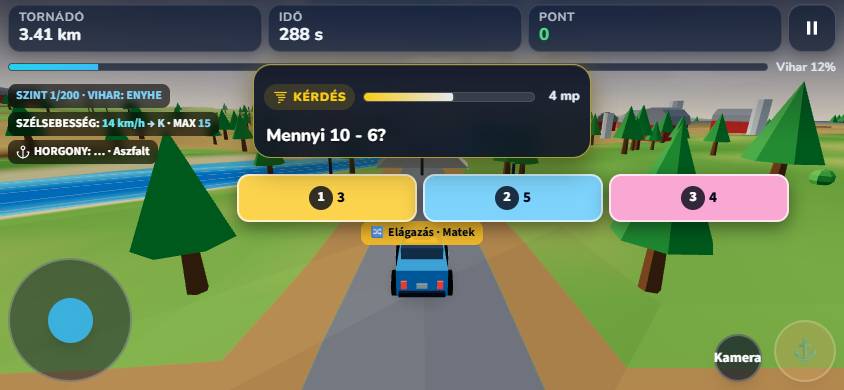 TORNÁDÓ
3.41 km
IDŐ
288 s
PONT
0
Vihar 12%
SZINT 1/200 · VIHAR: ENYHE
SZÉLSEBESSÉG: 14 km/h → K · MAX 15
HORGONY: ... · Aszfalt
KÉRDÉS
4 mp
Mennyi 10 - 6?
1 3
2 5
3 4
Elágazás · Matek
Kamera